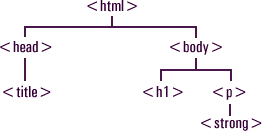 <html>
<head> <body>
<title> <h1> <p>
<strong>